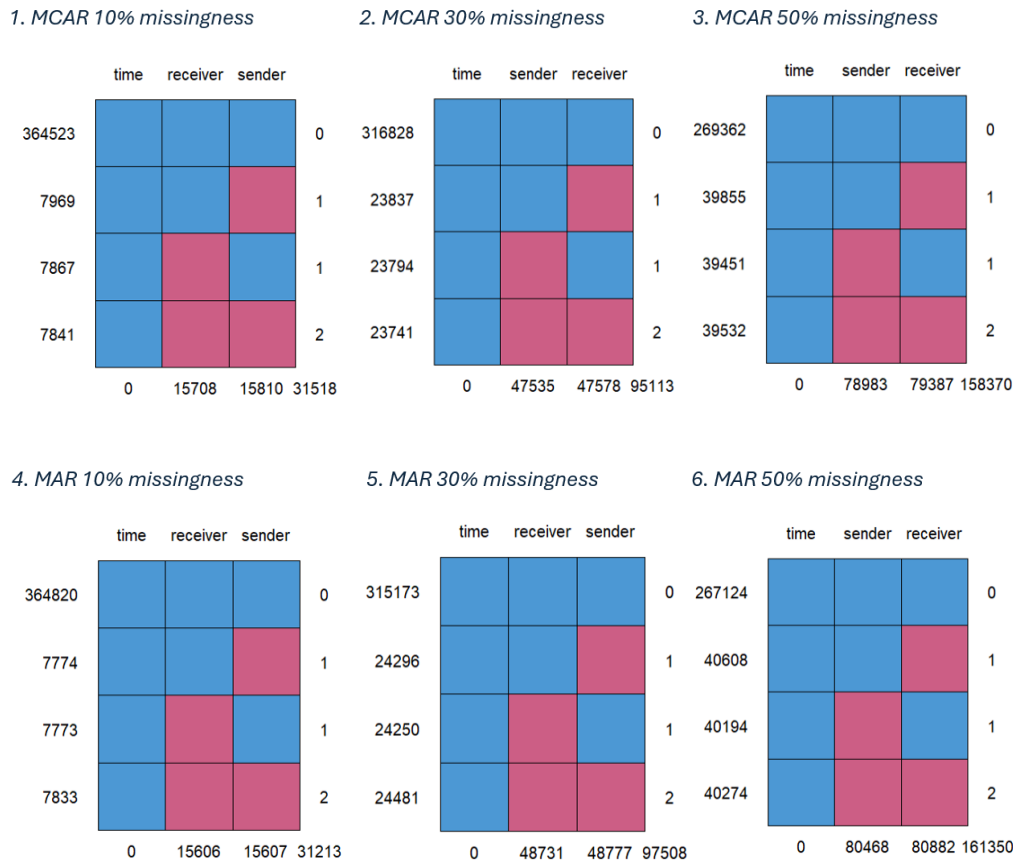 1. MCAR 10% missingness
time receiver sender
364523 0
7969 1
7867 1
7841 2
0 15708 15810 31518
2. MCAR 30% missingness
time sender receiver
316828 0
23837 1
23794 1
23741 2
0 47535 47578 95113
3. MCAR 50% missingness
time sender receiver
269362 0
39855 1
39451 1
39532 2
0 78983 79387 158370
4. MAR 10% missingness
time receiver sender
364820 0
7774 1
7773 1
7833 2
0 15606 15607 31213
5. MAR 30% missingness
time receiver sender
315173 0
24296 1
24250 1
24481 2
0 48731 48777 97508
6. MAR 50% missingness
time sender receiver
267124 0
40608 1
40194 1
40274 2
0 80468 80882 161350